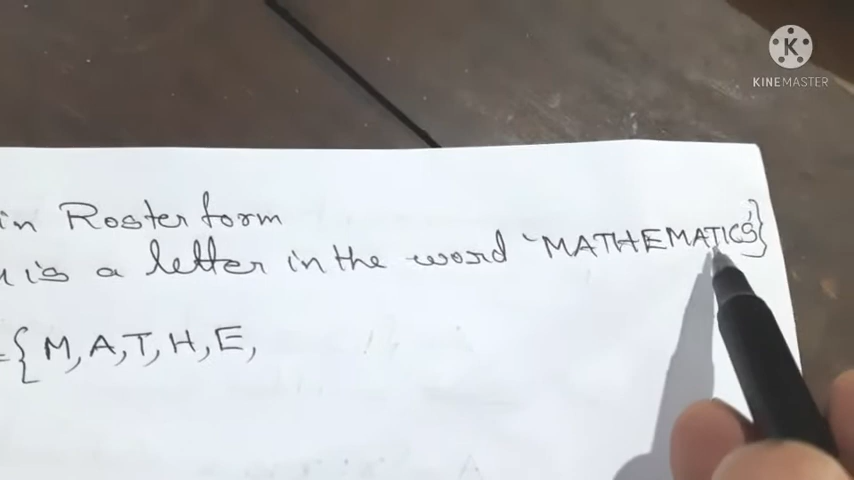 K
KINEMASTER
in Roster form
is a letter in the word 'MATHEMATICS'}
={M, A, T, H, E,